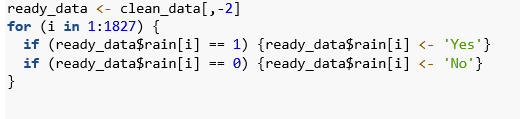 ready_data <- clean_data[,-2]
for (i in 1:1827) {
  if (ready_data$rain[i] == 1) {ready_data$rain[i] <- 'Yes'}
  if (ready_data$rain[i] == 0) {ready_data$rain[i] <- 'No'}
}